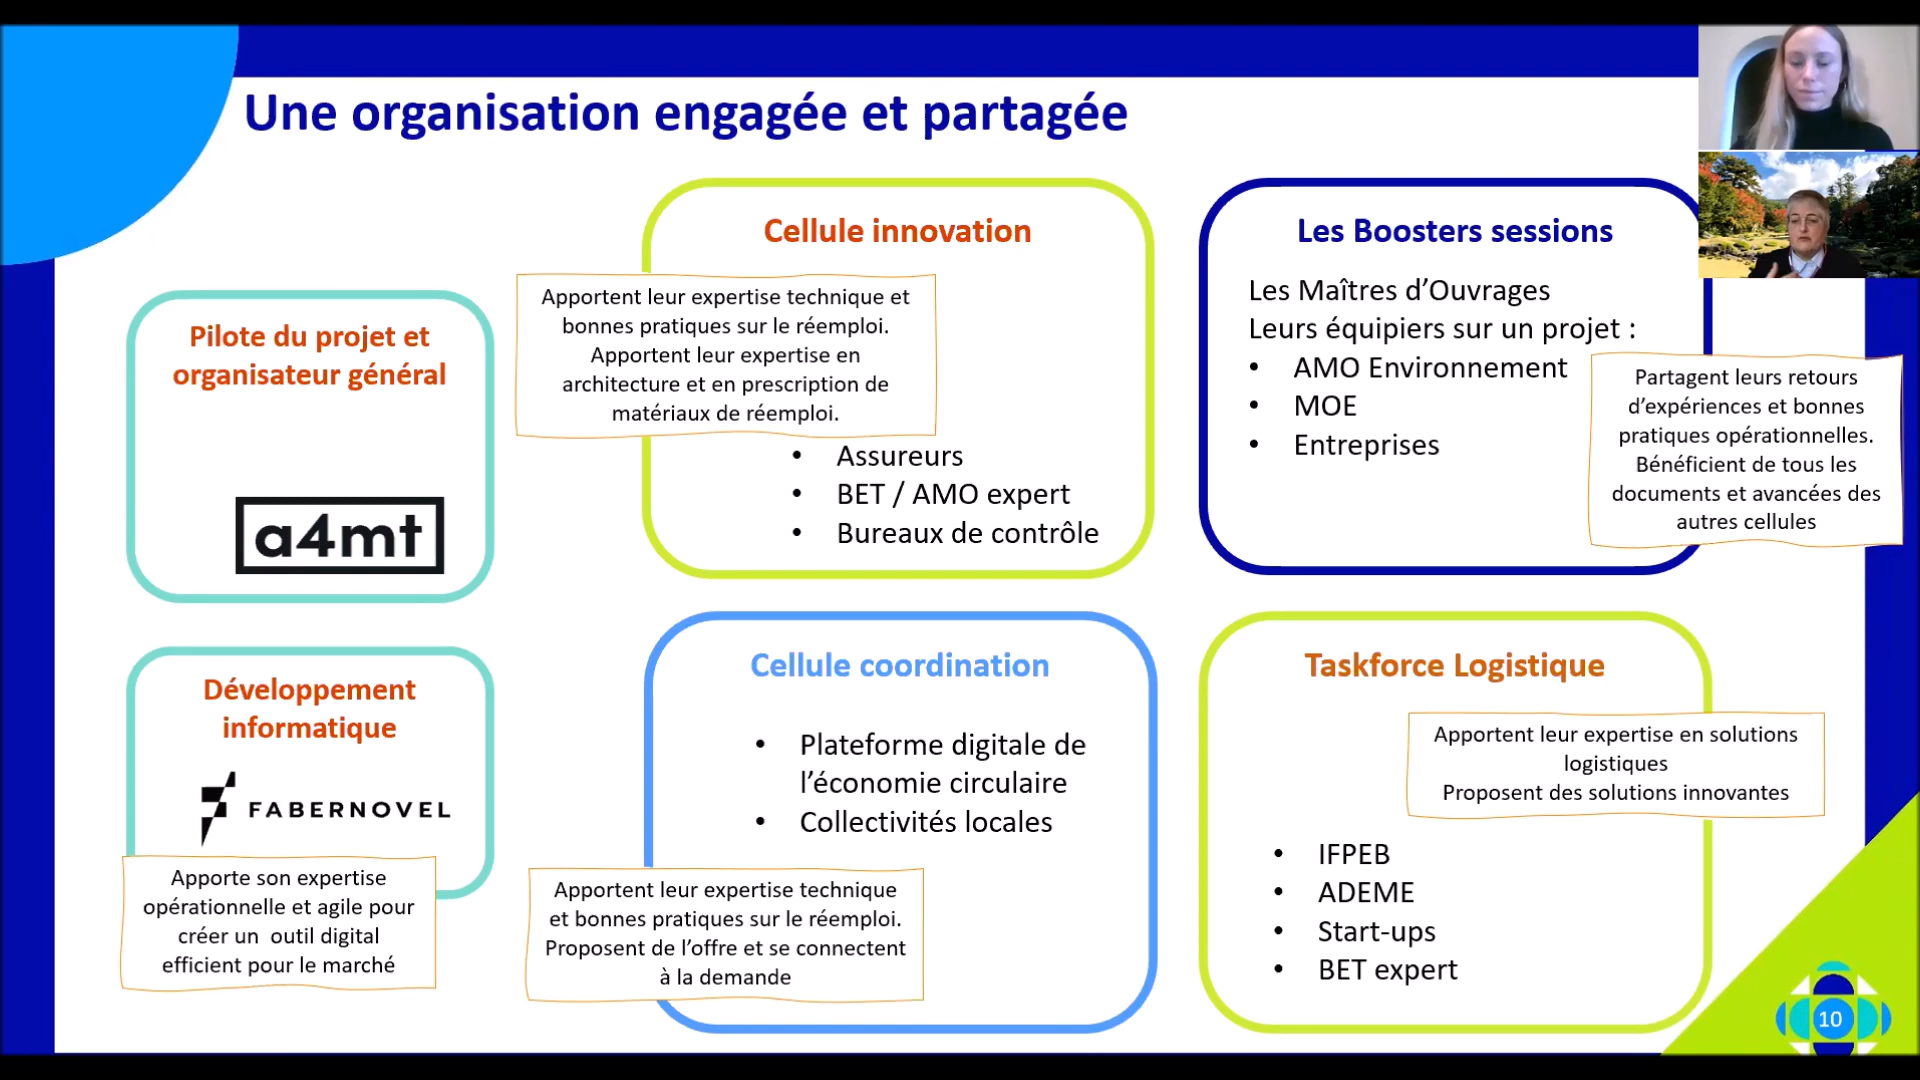 Une organisation engagée et partagée
Pilote du projet et
organisateur général
a4mt
Développement
informatique
FABERNOVEL
Apporte son expertise
opérationnelle et agile pour
créer un outil digital
efficient pour le marché
Cellule innovation
Apportent leur expertise technique et
bonnes pratiques sur le réemploi.
Apportent leur expertise en
architecture et en prescription de
matériaux de réemploi.
• Assureurs
• BET / AMO expert
• Bureaux de contrôle
Cellule coordination
• Plateforme digitale de
l’économie circulaire
• Collectivités locales
Apportent leur expertise technique
et bonnes pratiques sur le réemploi.
Proposent de l’offre et se connectent
à la demande
Les Boosters sessions
Les Maîtres d’Ouvrages
Leurs équipiers sur un projet :
• AMO Environnement
• MOE
• Entreprises
Partagent leurs retours
d’expériences et bonnes
pratiques opérationnelles.
Bénéficient de tous les
documents et avancées des
autres cellules
Taskforce Logistique
Apportent leur expertise en solutions
logistiques
Proposent des solutions innovantes
• IFPEB
• ADEME
• Start-ups
• BET expert
10